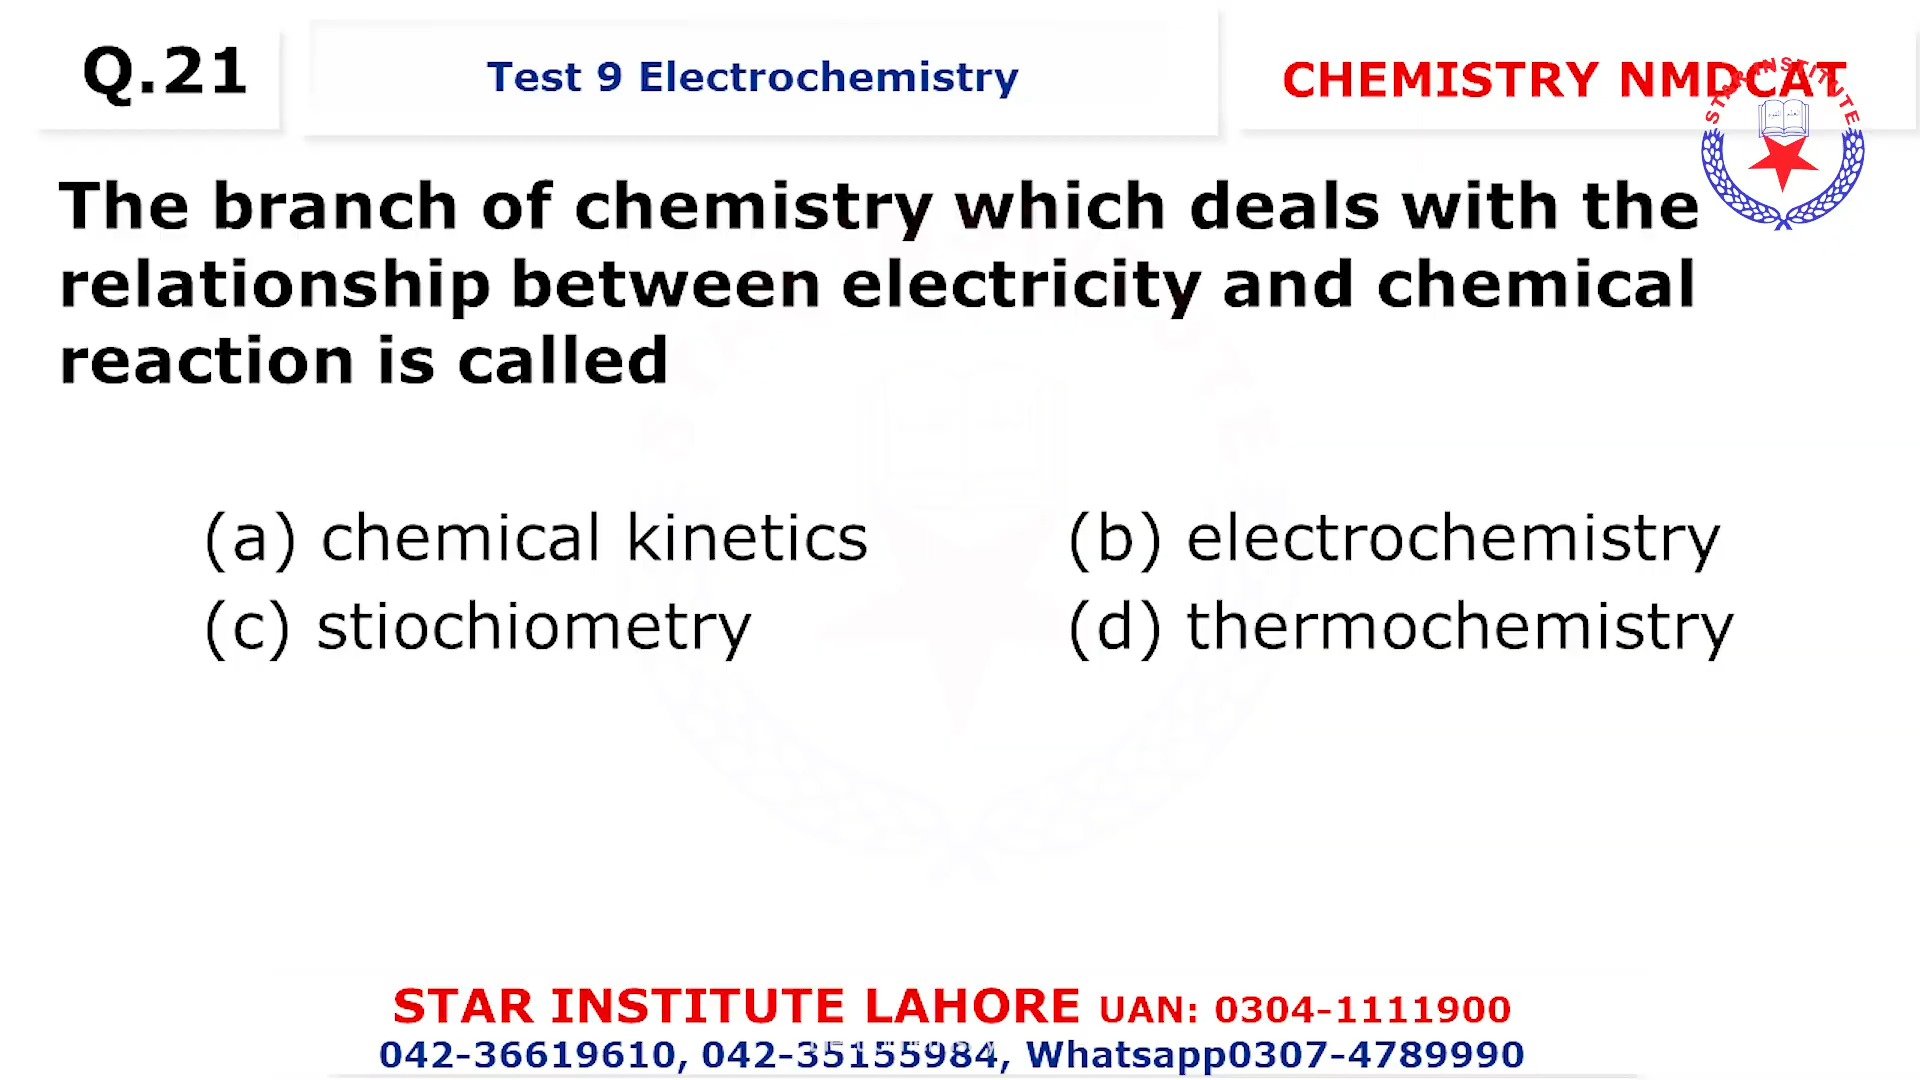 Q.21
Test 9 Electrochemistry
CHEMISTRY NMDCAT
STAR INSTITUTE
The branch of chemistry which deals with the
relationship between electricity and chemical
reaction is called
(a) chemical kinetics
(b) electrochemistry
(c) stiochiometry
(d) thermochemistry
STAR INSTITUTE LAHORE UAN: 0304-1111900
042-36619610, 042-35155984, Whatsapp0307-4789990